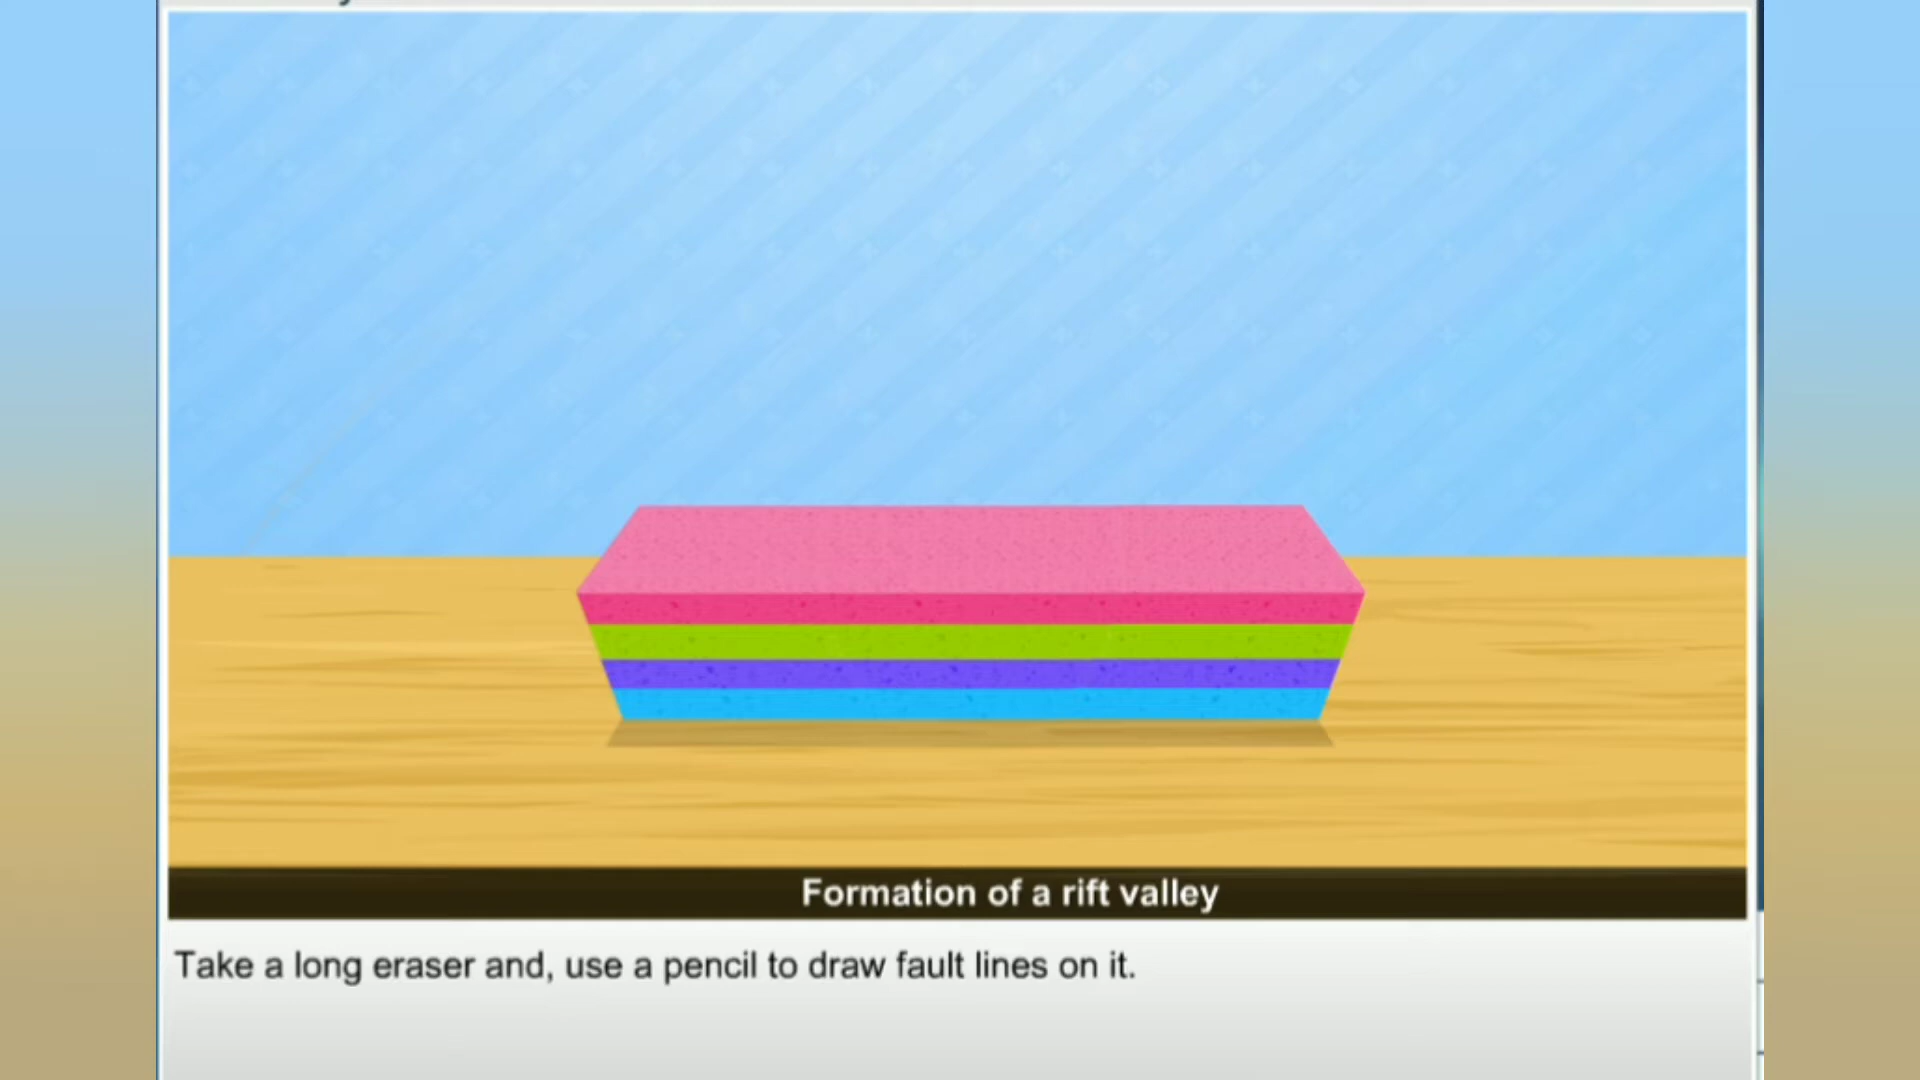 Formation of a rift valley
Take a long eraser and, use a pencil to draw fault lines on it.